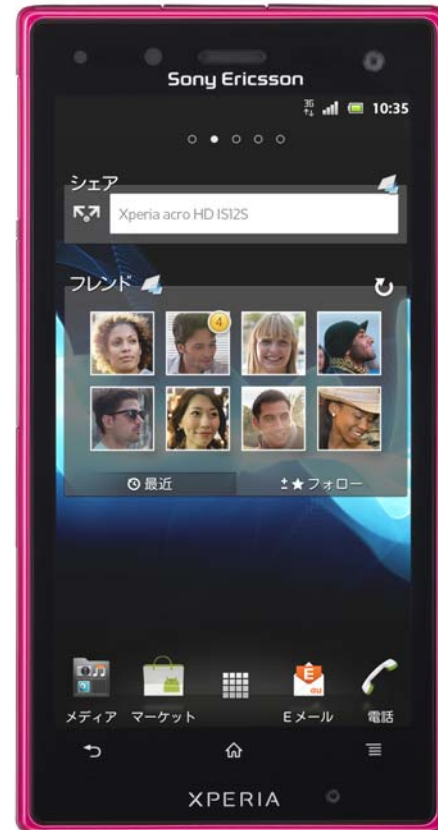 Sony Ericsson
3G 10:35
シェア
Xperia acro HD IS12S
フレンド
4
最近 ±★フォロー
E
au
メディア マーケット Eメール 電話
XPERIA